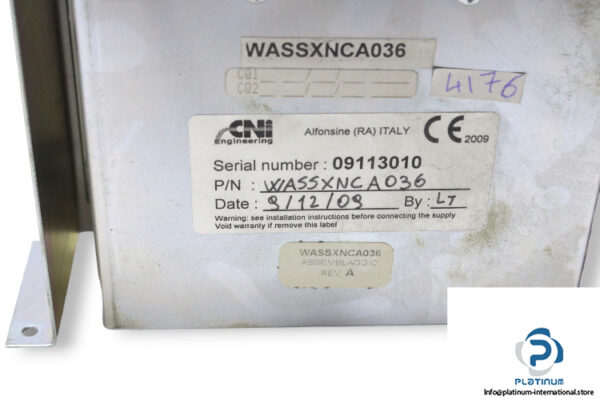 WASSXNCA036
CQ1 / /
CQ2 / /
4176
CNi engineering
Alfonsine (RA) ITALY
CE 2009
Serial number : 09113010
P/N : WASSXNCA036
Date : 9/12/09 By : LT
Warning: see installation instructions before connecting the supply
Void warranty if remove this label
WASSXNCA036
ASSEMBLAGGIO
REV. A
PLATINUM
Info@platinum-international.store